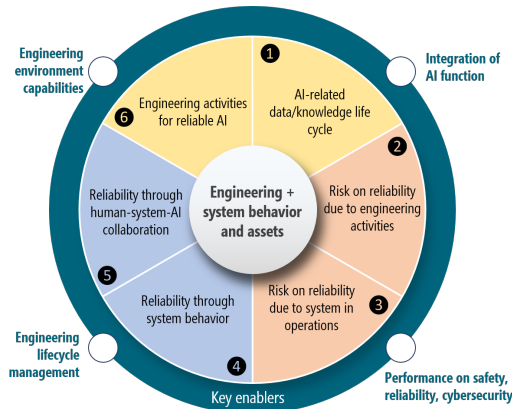 Engineering
environment
capabilities
Integration of
AI function
1
AI-related
data/knowledge life
cycle
2
Risk on reliability
due to engineering
activities
3
Risk on reliability
due to system in
operations
4
Reliability through
system behavior
5
Reliability through
human-system-AI
collaboration
6
Engineering activities
for reliable AI
Engineering +
system behavior
and assets
Engineering
lifecycle
management
Key enablers
Performance on safety,
reliability, cybersecurity